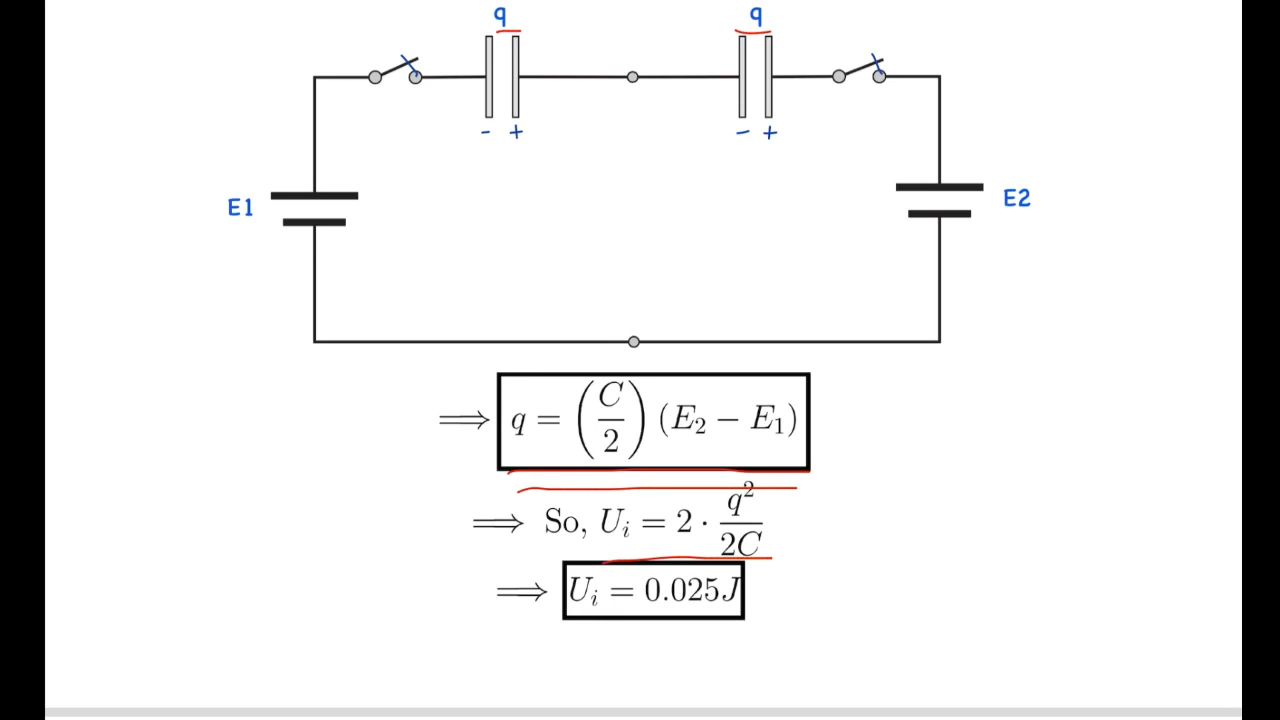 q q
- + - +
E1 E2
⟹ q = (C/2) (E₂ − E₁)
⟹ So, Uᵢ = 2 · q²/2C
⟹ Uᵢ = 0.025J